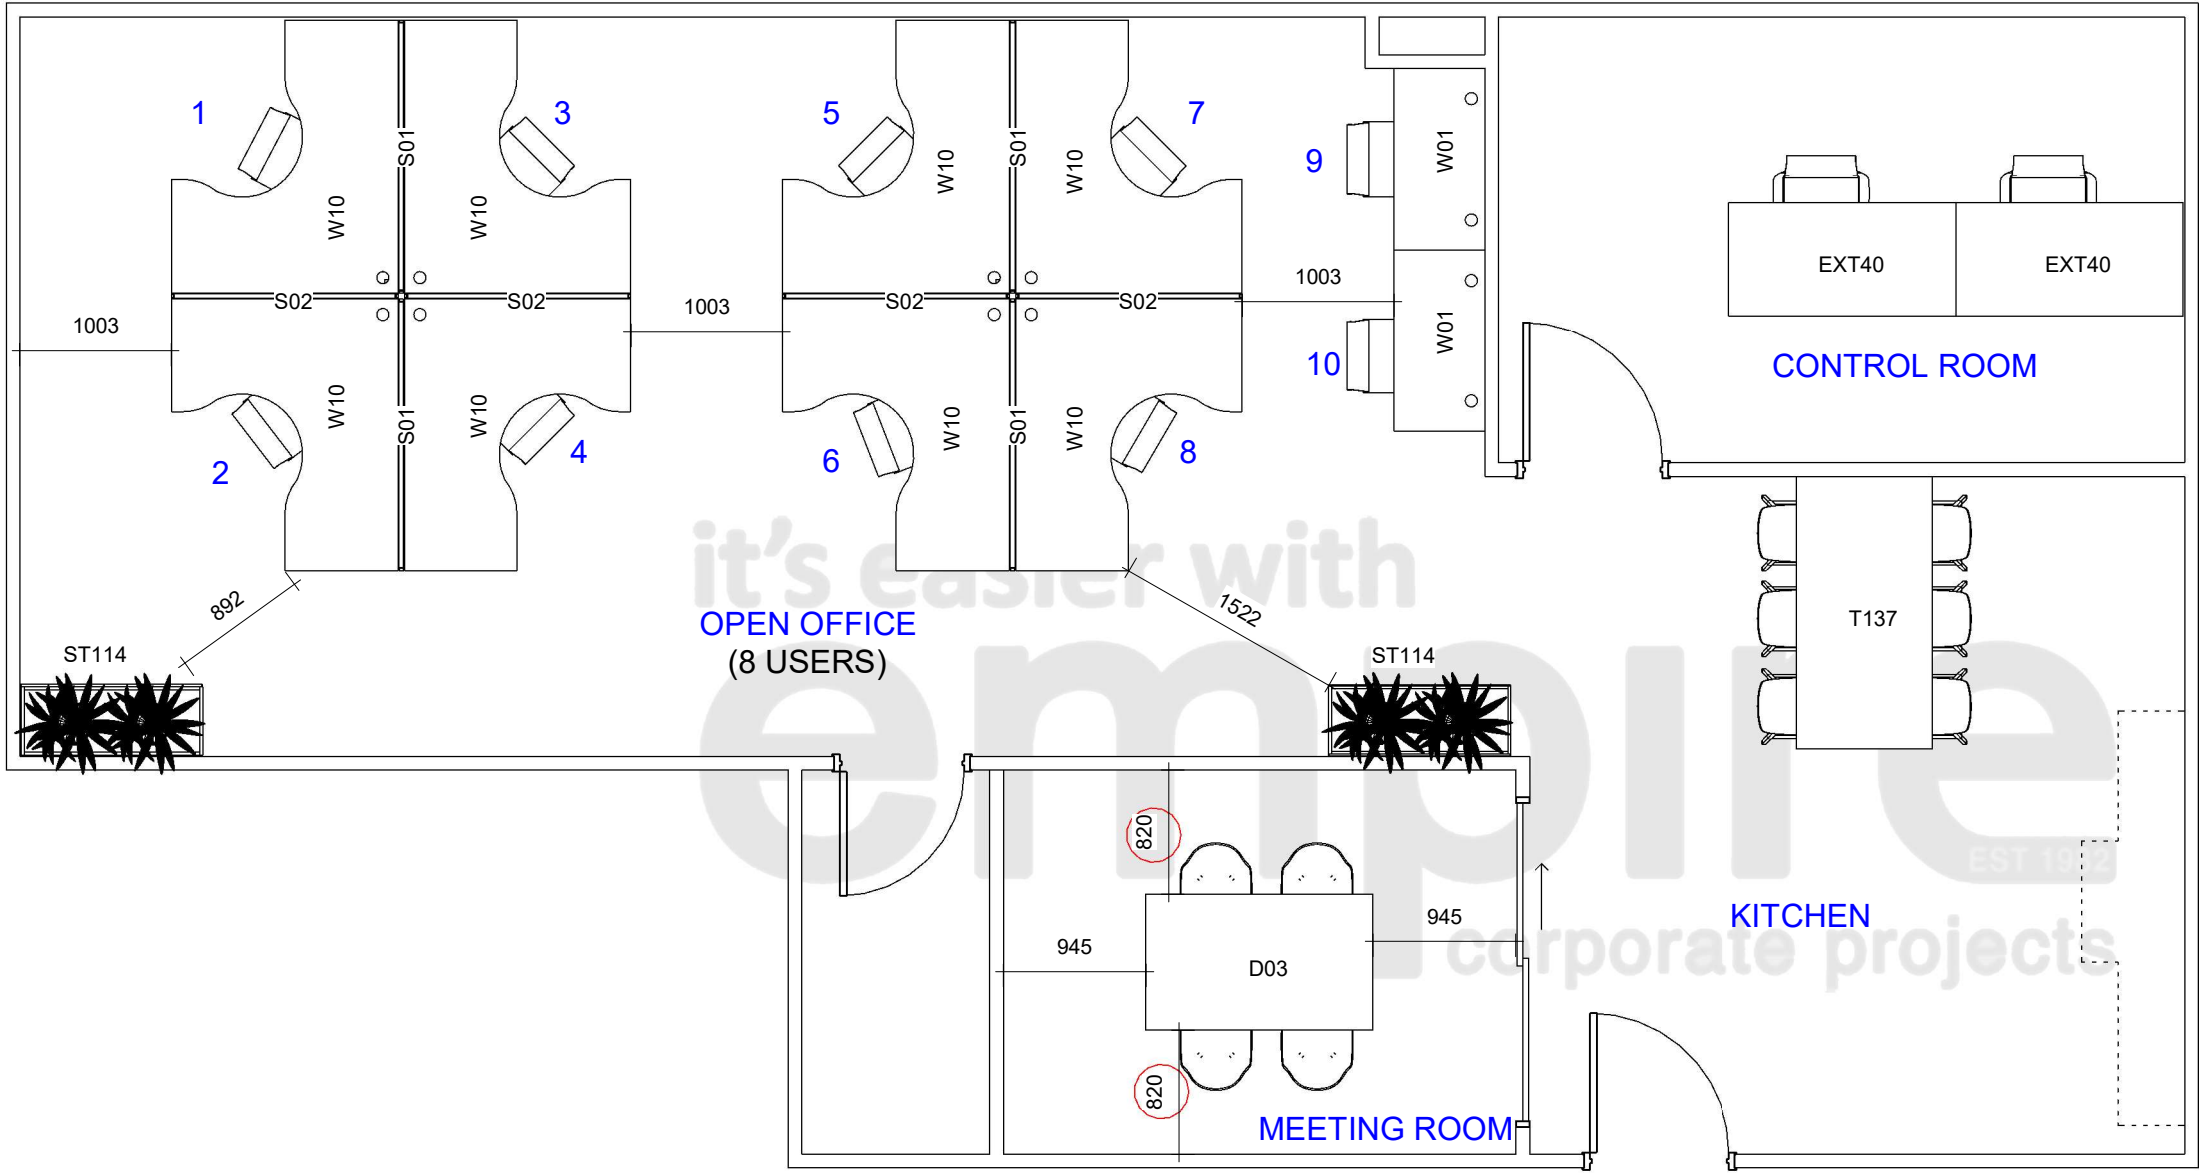 1
3
5
7
9
S01
S01
W10
W10
W01
W10
W10
EXT40
EXT40
S02
S02
S02
S02
1003
1003
1003
1003
W01
10
CONTROL ROOM
W10
W10
S01
W10
W10
S01
2
4
6
8
it's easier with
empire
EST 1982
corporate projects
892
1522
OPEN OFFICE
(8 USERS)
T137
ST114
ST114
820
945
945
D03
KITCHEN
820
MEETING ROOM